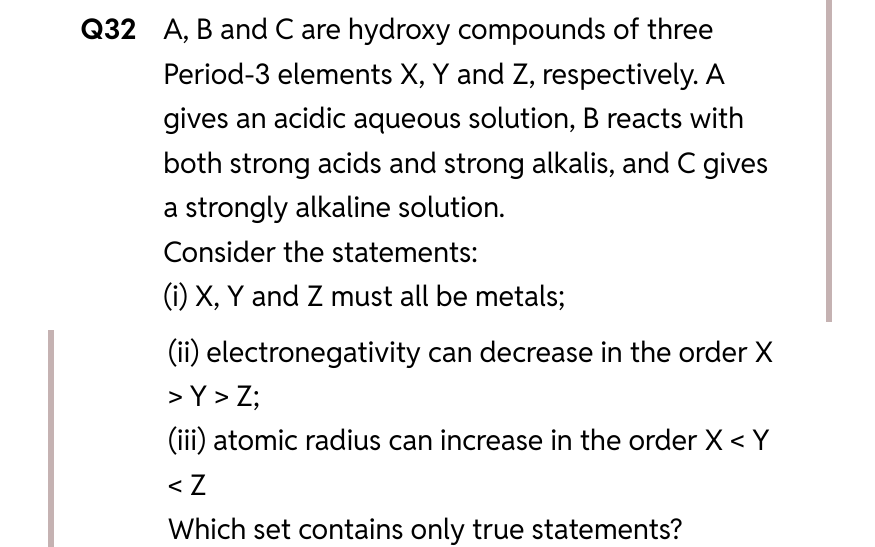 Q32 A, B and C are hydroxy compounds of three
Period-3 elements X, Y and Z, respectively. A
gives an acidic aqueous solution, B reacts with
both strong acids and strong alkalis, and C gives
a strongly alkaline solution.
Consider the statements:
(i) X, Y and Z must all be metals;
(ii) electronegativity can decrease in the order X
> Y > Z;
(iii) atomic radius can increase in the order X < Y
< Z
Which set contains only true statements?